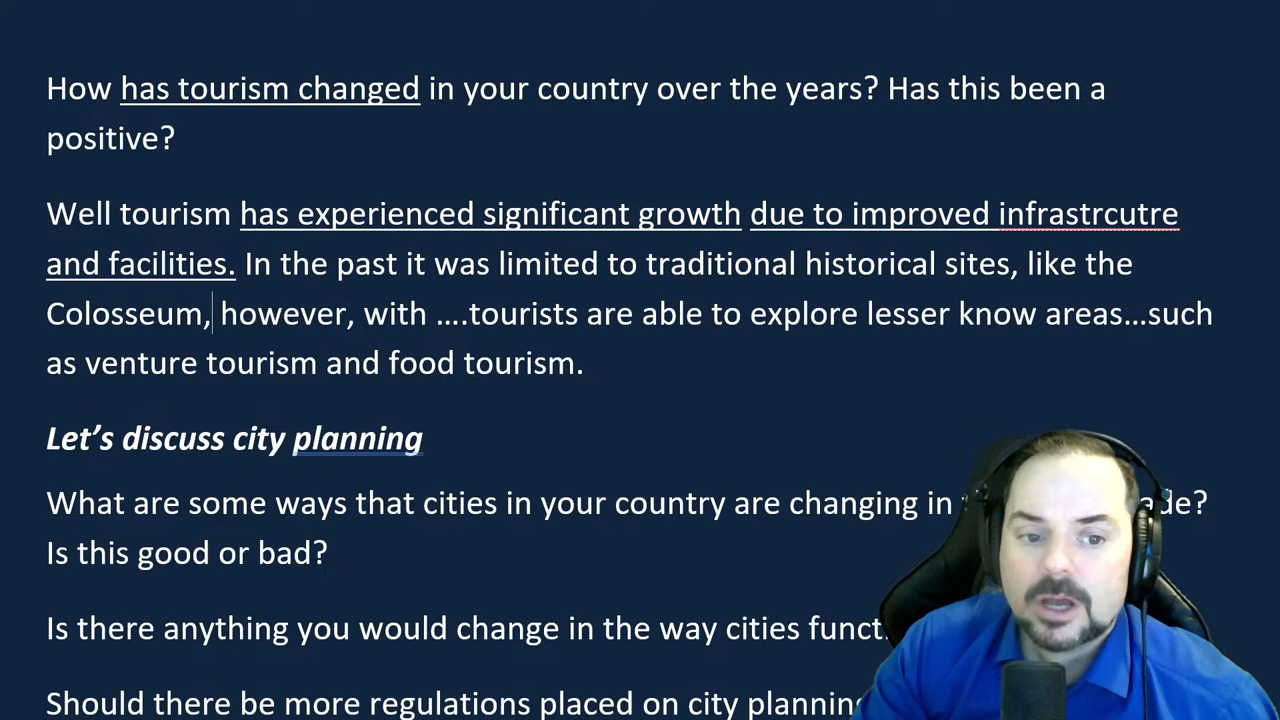 How has tourism changed in your country over the years? Has this been a
positive?
Well tourism has experienced significant growth due to improved infrastrcutre
and facilities. In the past it was limited to traditional historical sites, like the
Colosseum, however, with ....tourists are able to explore lesser know areas...such
as venture tourism and food tourism.
Let's discuss city planning
What are some ways that cities in your country are changing in
Is this good or bad?
Is there anything you would change in the way cities
Should there be more regulations placed on city planning